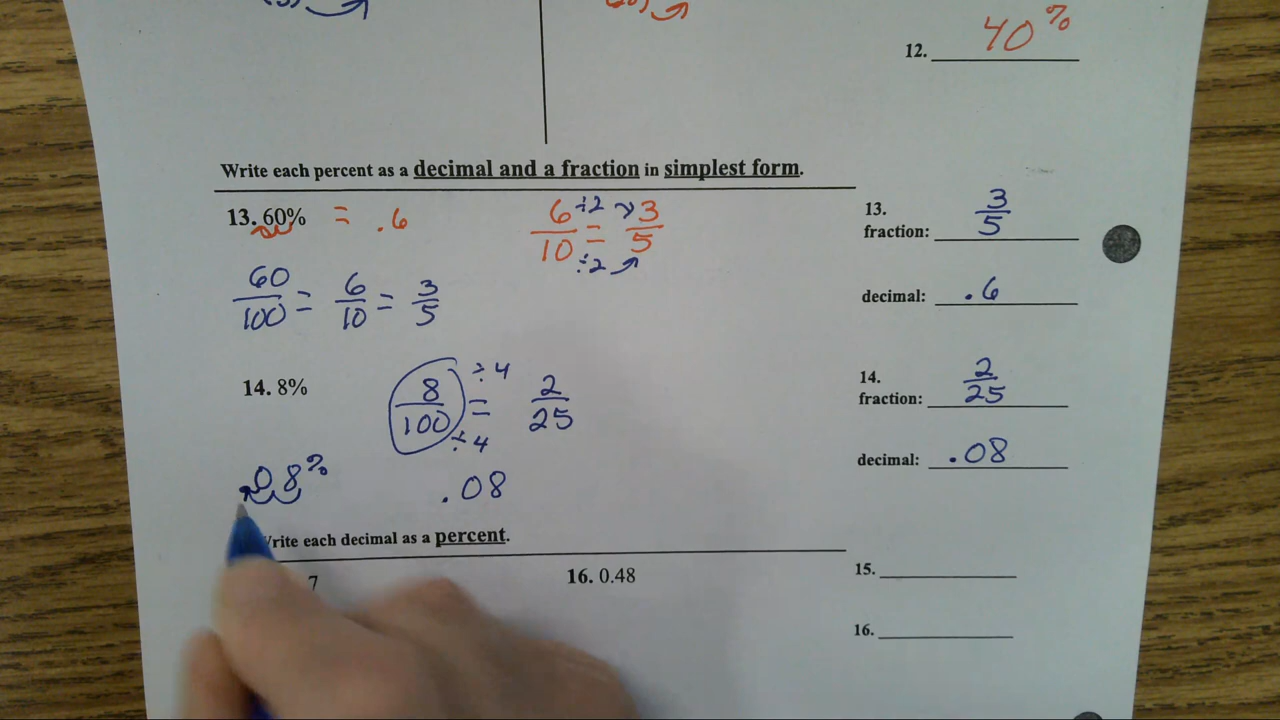 12. 40%
Write each percent as a decimal and a fraction in simplest form.
13. 60% = .6
6/10 ÷2 ÷2 = 3/5
13.
fraction: 3/5
60/100 = 6/10 = 3/5
decimal: .6
14. 8%
8/100 ÷4 ÷4 = 2/25
14.
fraction: 2/25
08%
.08
decimal: .08
each decimal as a percent.
7
16. 0.48
15.
16.